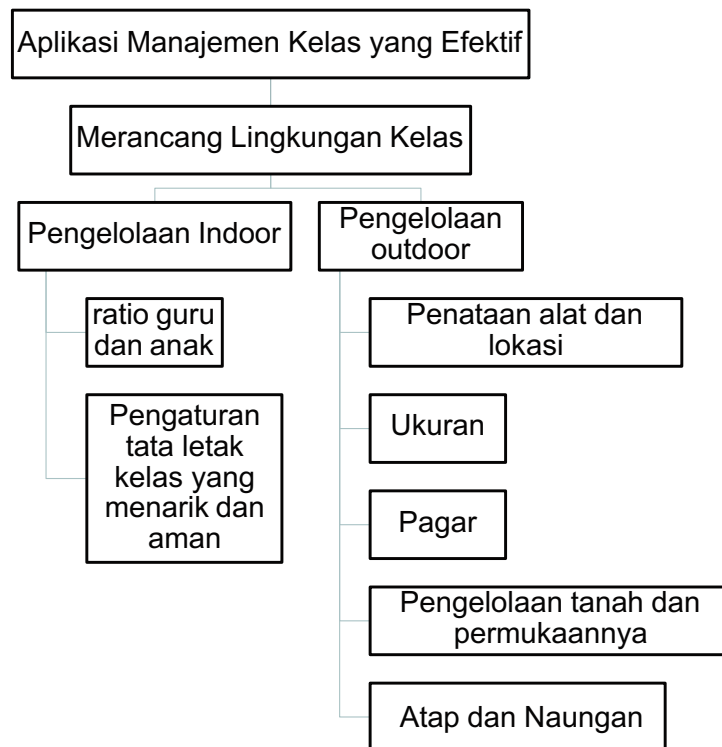 Aplikasi Manajemen Kelas yang Efektif
Merancang Lingkungan Kelas
Pengelolaan Indoor
ratio guru
dan anak
Pengaturan
tata letak
kelas yang
menarik dan
aman
Pengelolaan
outdoor
Penataan alat dan
lokasi
Ukuran
Pagar
Pengelolaan tanah dan
permukaannya
Atap dan Naungan